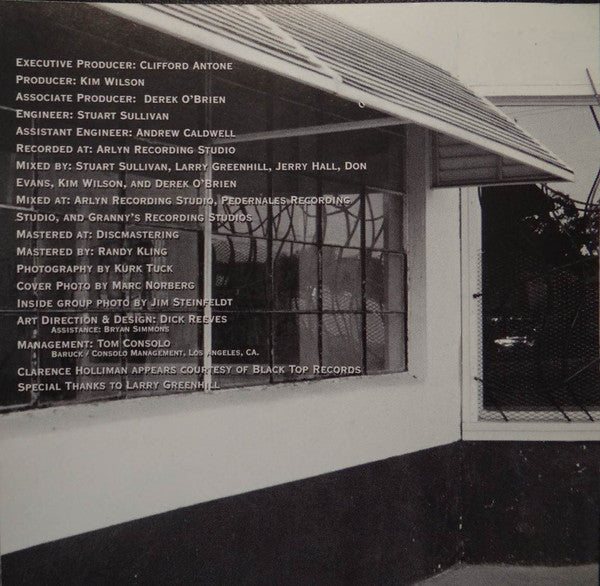 Executive Producer: Clifford Antone
Producer: Kim Wilson
Associate Producer: Derek O'Brien
Engineer: Stuart Sullivan
Assistant Engineer: Andrew Caldwell
Recorded at: Arlyn Recording Studio
Mixed by: Stuart Sullivan, Larry Greenhill, Jerry Hall, Don
Evans, Kim Wilson, and Derek O'Brien
Mixed at: Arlyn Recording Studio, Pedernales Recording
Studio, and Granny's Recording Studios
Mastered at: Discmastering
Mastered by: Randy Kling
Photography by Kurk Tuck
Cover Photo by Marc Norberg
Inside group photo by Jim Steinfeldt
Art Direction & Design: Dick Reeves
Assistance: Bryan Simmons
Management: Tom Consolo
Baruck / Consolo Management, Los Angeles, CA.
Clarence Holliman appears courtesy of Black Top Records
Special Thanks to Larry Greenhill